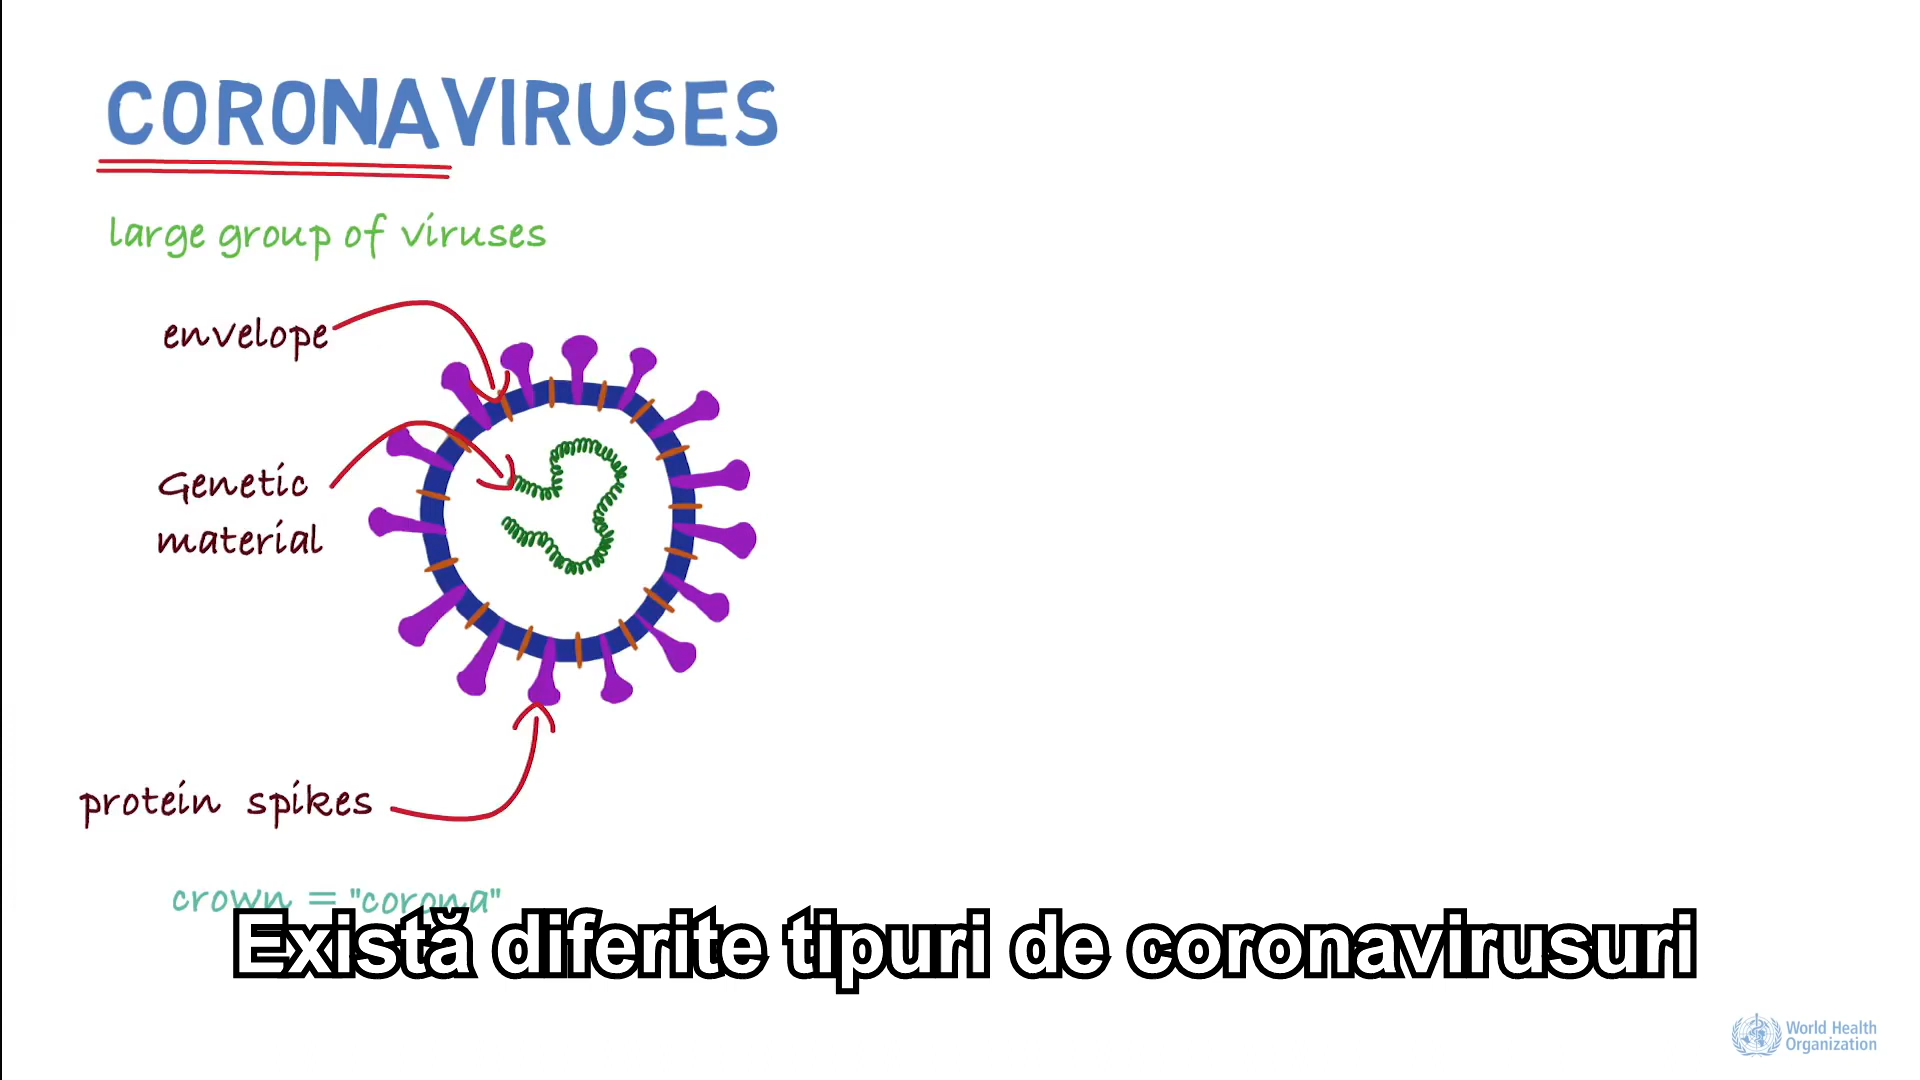 CORONAVIRUSES
large group of viruses
envelope
Genetic
material
protein spikes
crown = "corona"
Există diferite tipuri de coronavirusuri
World Health
Organization